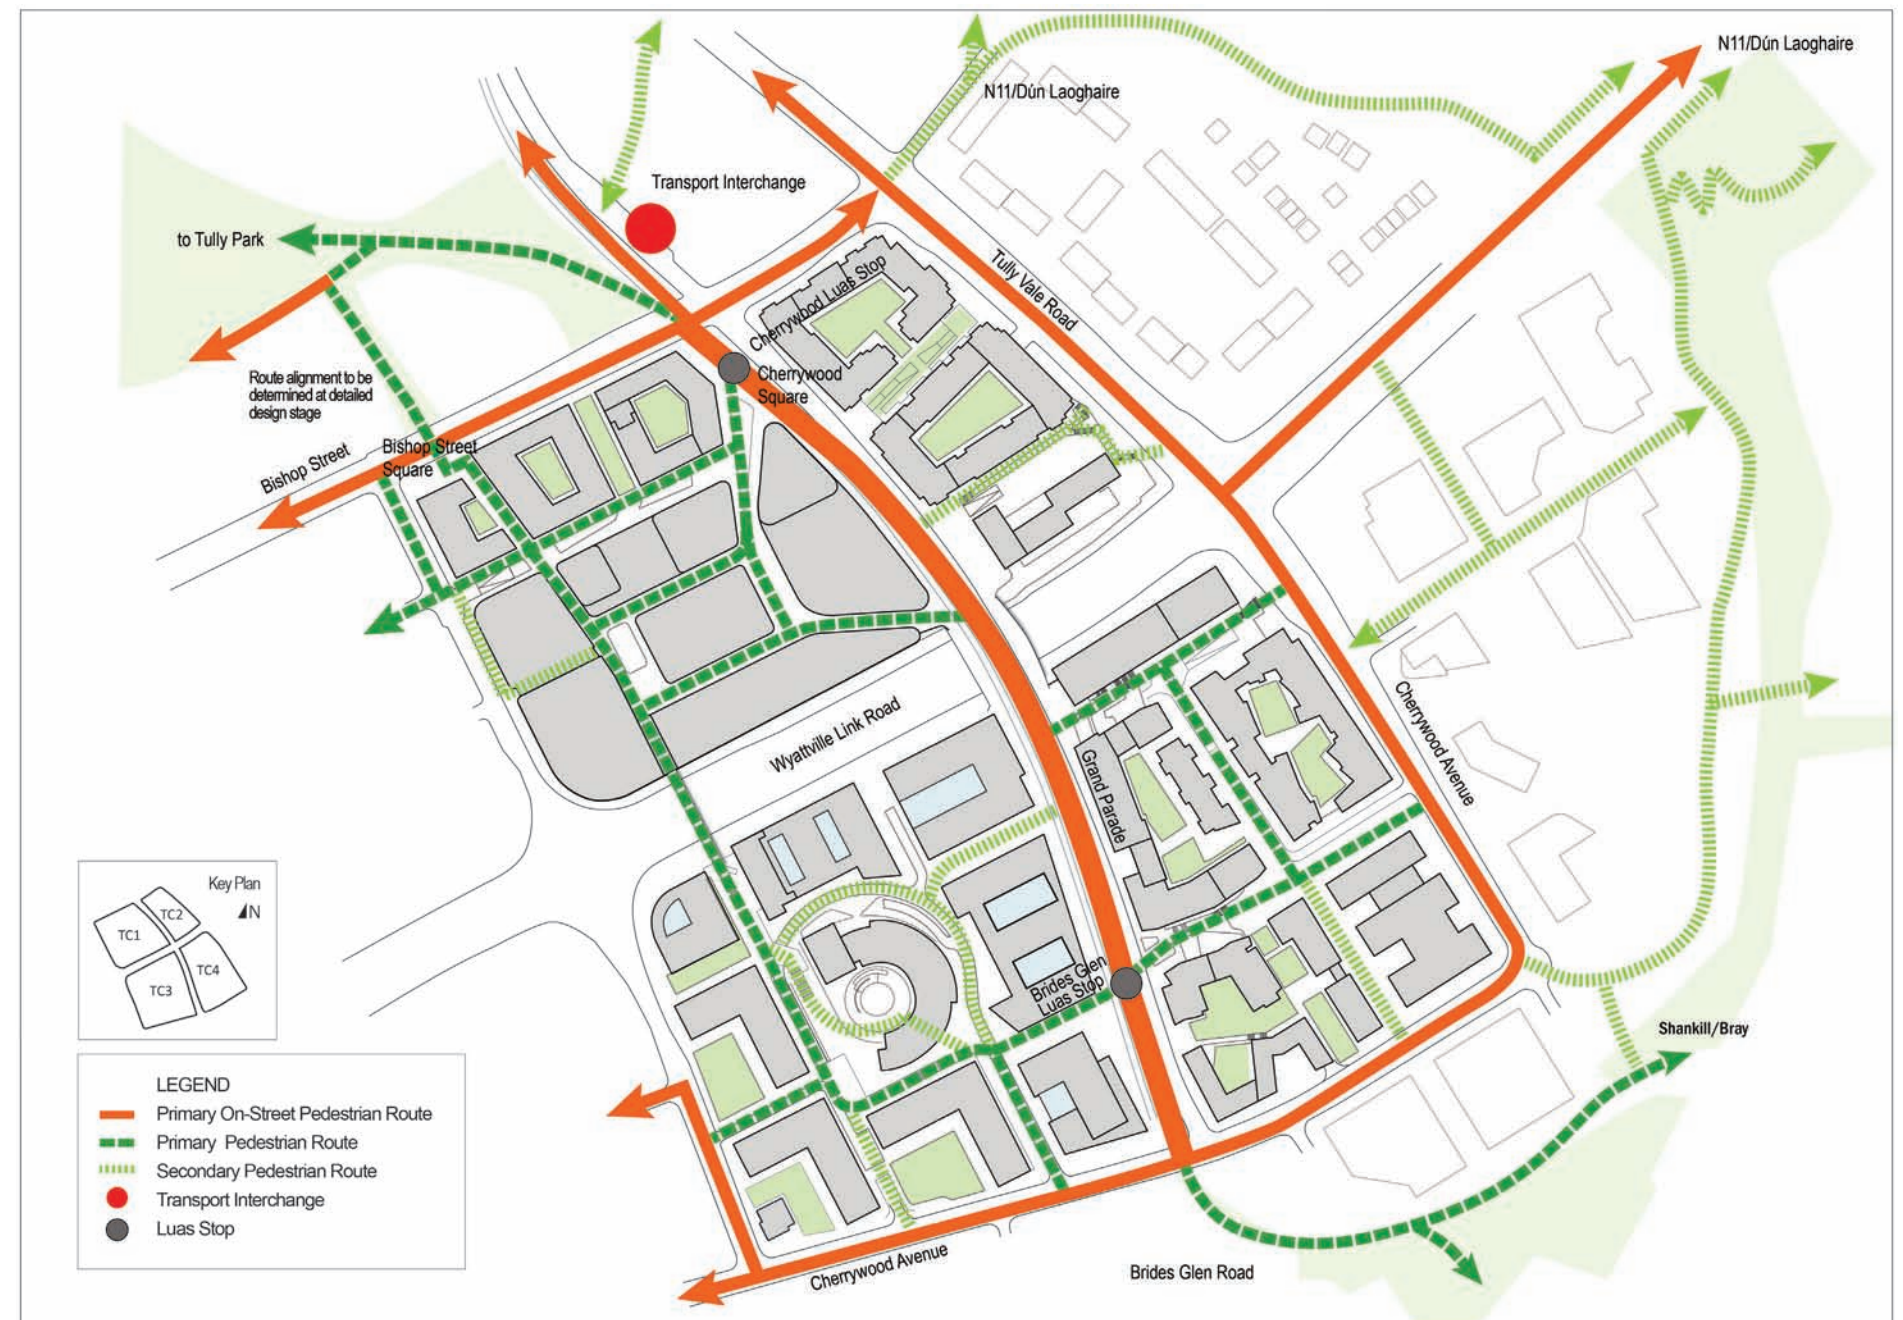 N11/Dún Laoghaire
N11/Dún Laoghaire
Transport Interchange
to Tully Park
Cherrywood Luas Stop
Tully Vale Road
Cherrywood
Square
Route alignment to be
determined at detailed
design stage
Bishop Street
Bishop Street
Square
Wyattville Link Road
Grand Parade
Cherrywood Avenue
Brides Glen
Luas Stop
Shankill/Bray
Key Plan
N
TC1
TC2
TC3
TC4
LEGEND
Primary On-Street Pedestrian Route
Primary Pedestrian Route
Secondary Pedestrian Route
Transport Interchange
Luas Stop
Cherrywood Avenue
Brides Glen Road